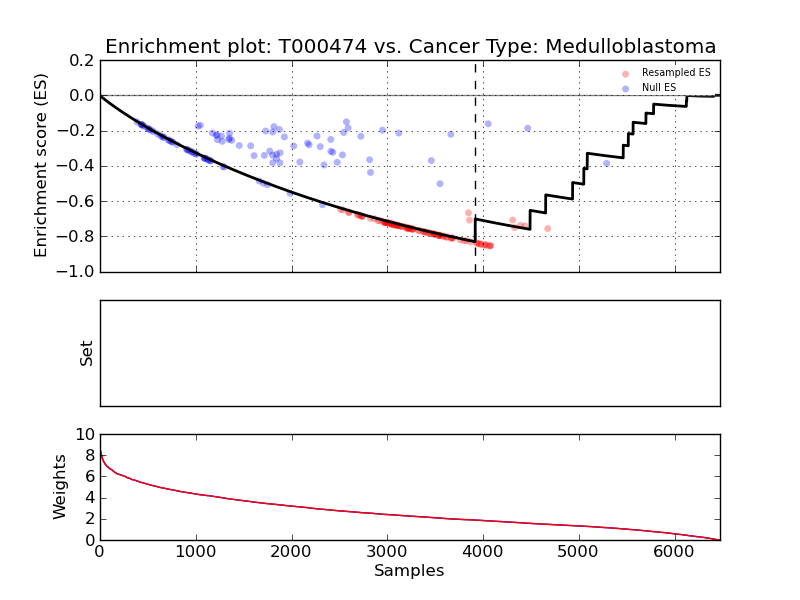 Enrichment plot: T000474 vs. Cancer Type: Medulloblastoma
Enrichment score (ES)
0.2
0.0
−0.2
−0.4
−0.6
−0.8
−1.0
Resampled ES
Null ES
Set
Weights
10
8
6
4
2
0
0 1000 2000 3000 4000 5000 6000
Samples